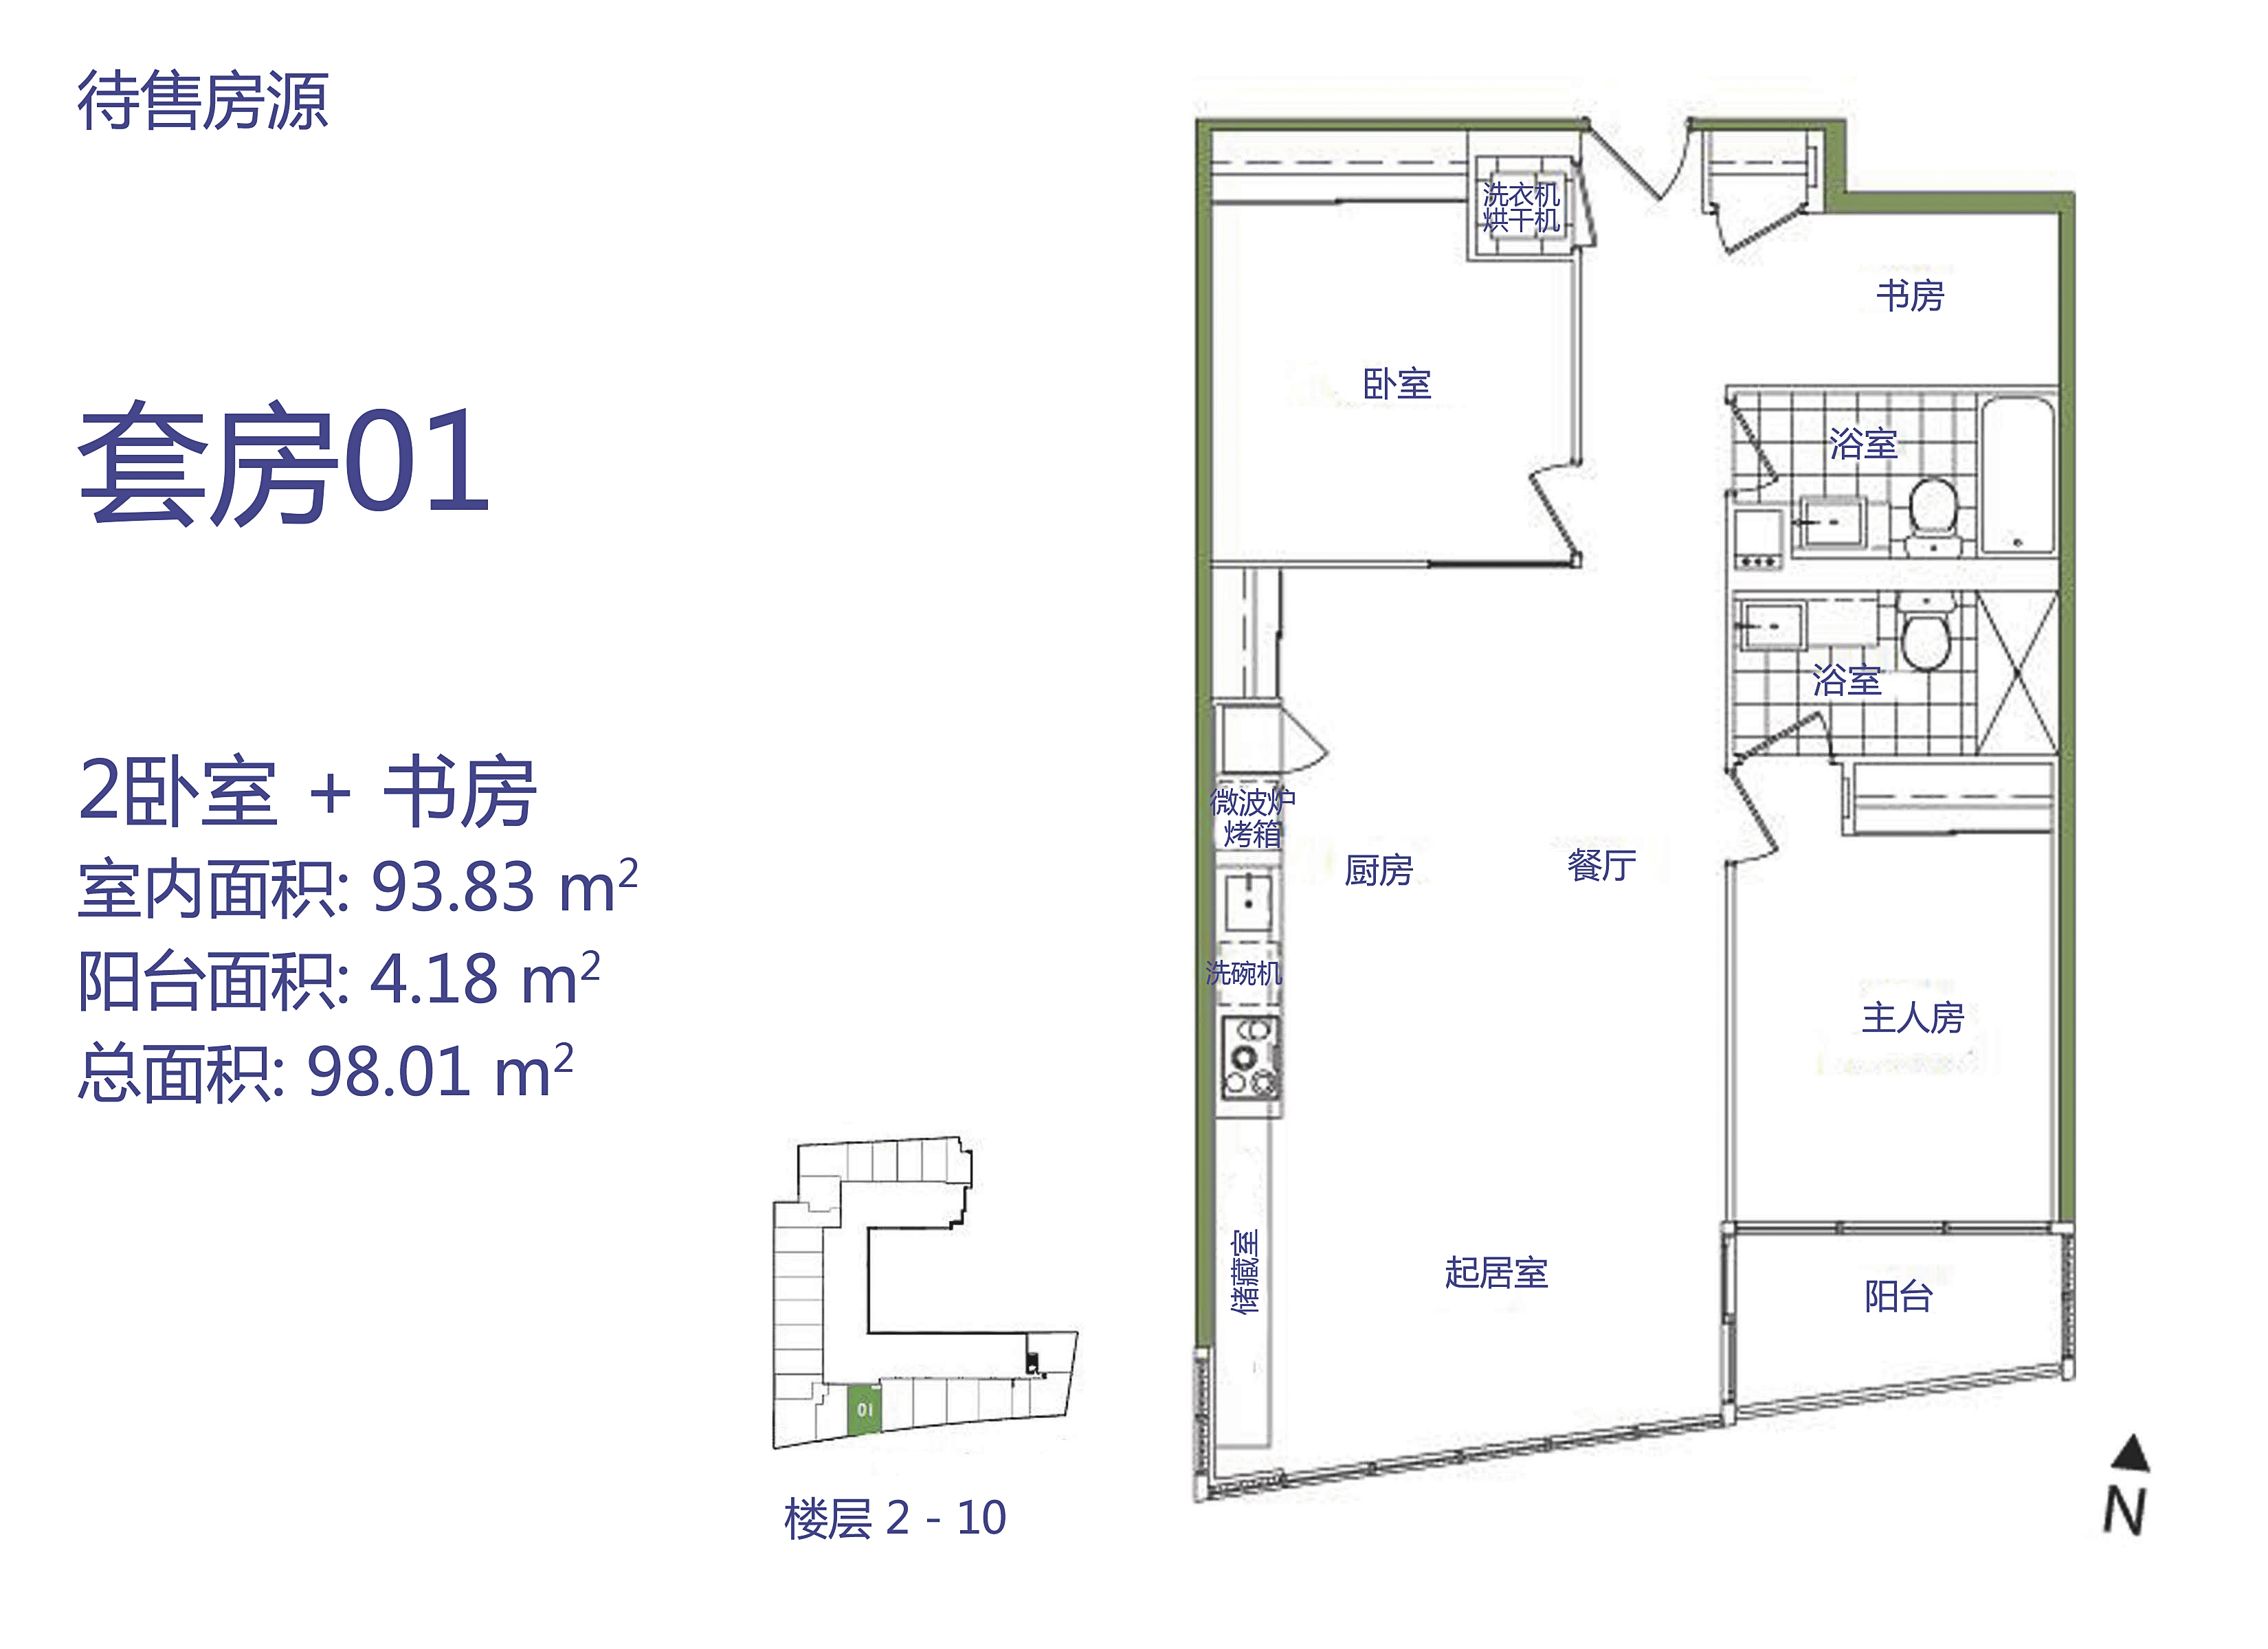 待售房源
套房01
2卧室 + 书房
室内面积: 93.83 m²
阳台面积: 4.18 m²
总面积: 98.01 m²
01
楼层 2 - 10
洗衣机
烘干机
书房
卧室
浴室
浴室
微波炉
烤箱
厨房
餐厅
洗碗机
主人房
储藏室
起居室
阳台
N